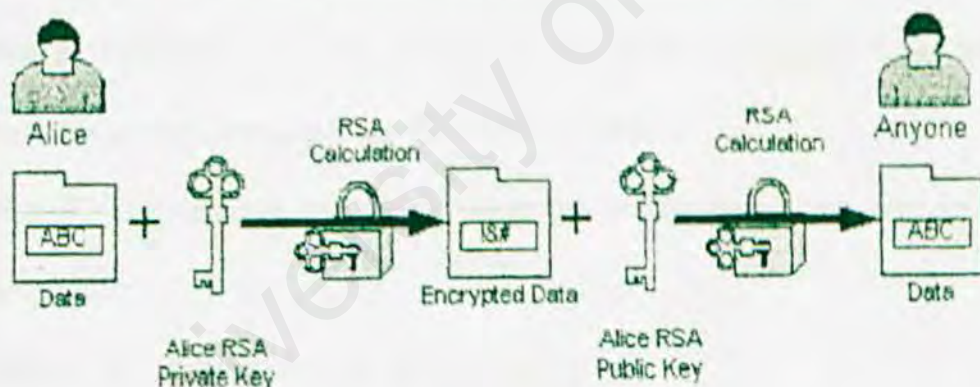 Alice
Anyone
RSA
Calculation
RSA
Calculation
ABC
+
!$#
+
ABC
Data
Encrypted Data
Data
Alice RSA
Private Key
Alice RSA
Public Key
iversity o